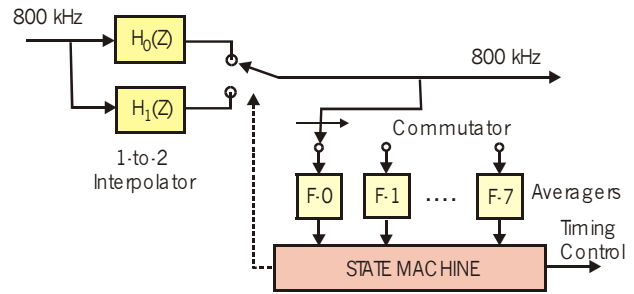 800 kHz
H0(Z)
800 kHz
H1(Z)
Commutator
1-to-2
Interpolator
F-0
F-1
....
F-7
Averagers
Timing
Control
STATE MACHINE